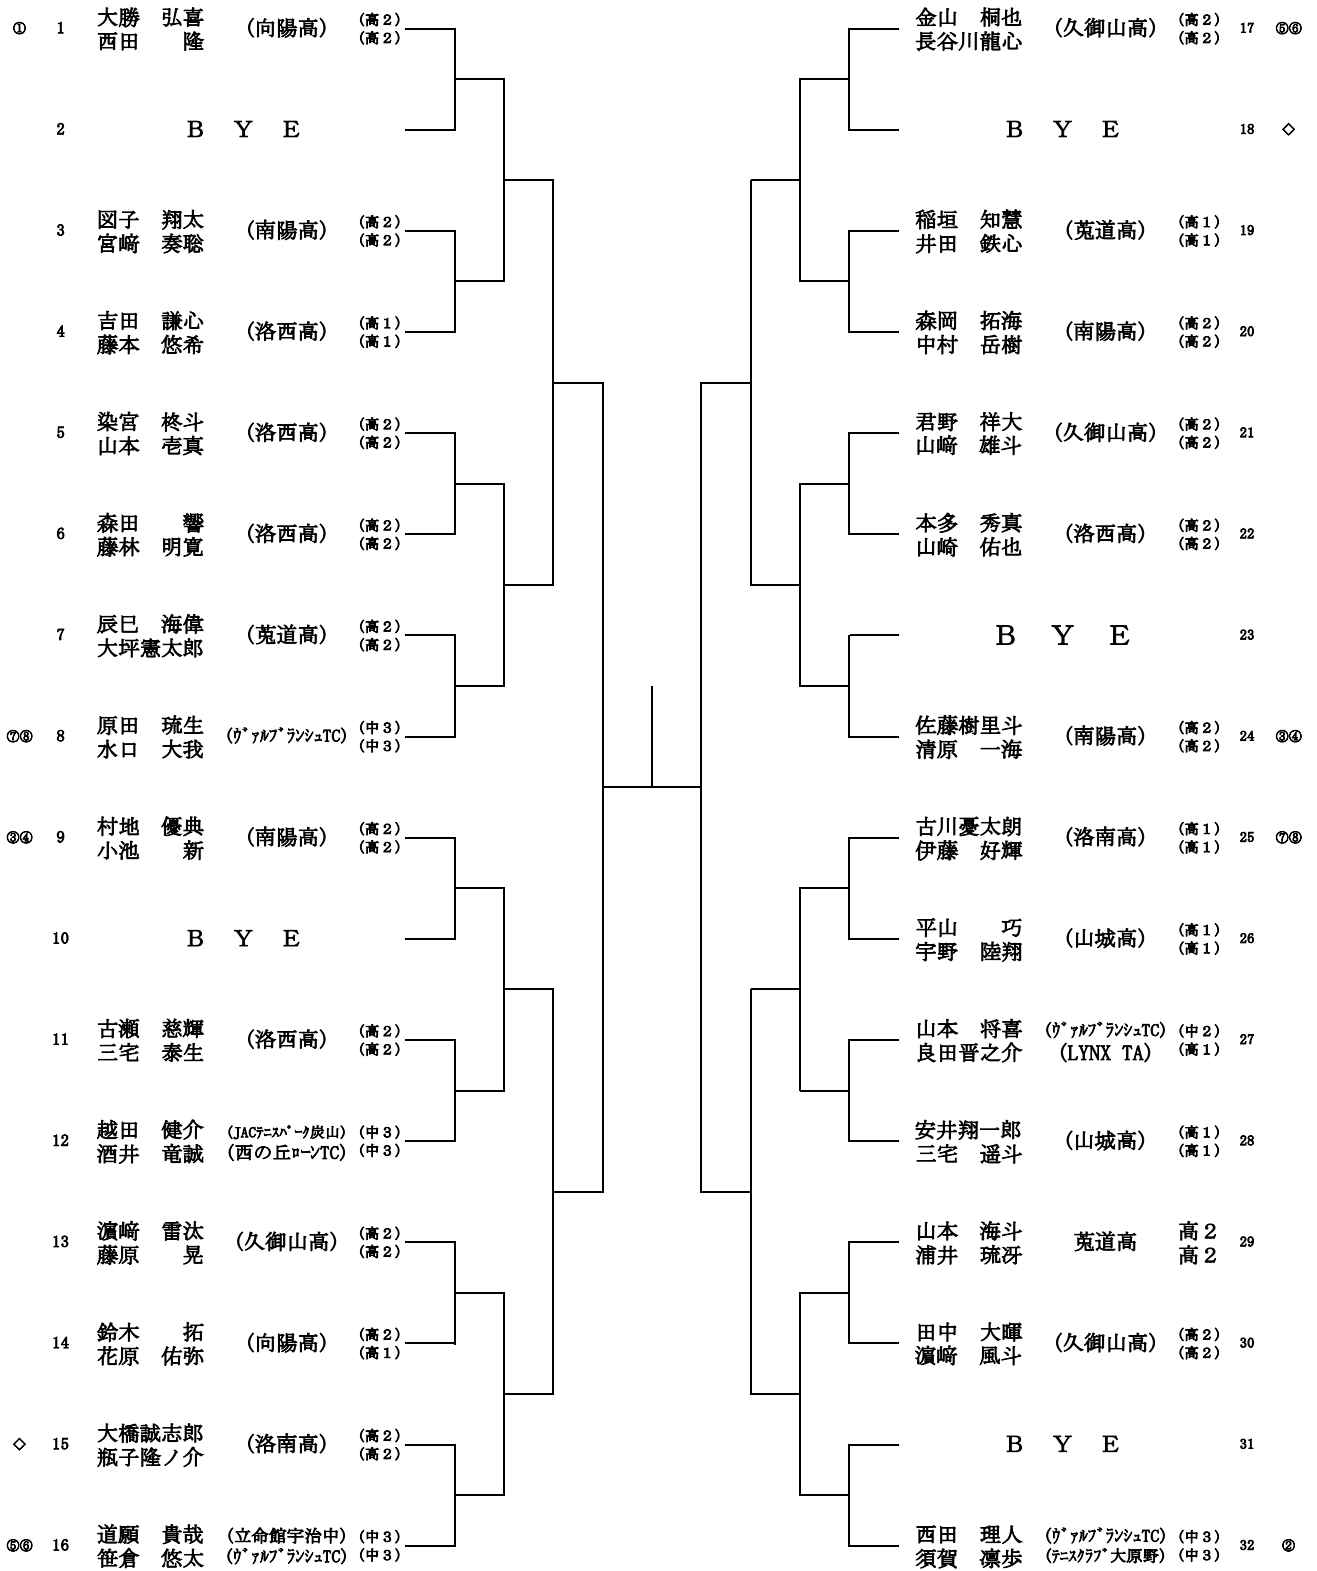 ① 1 大勝 弘喜 (向陽高) (高2)
西田 隆 (高2)
2 B Y E
3 図子 翔太 (南陽高) (高2)
宮﨑 奏聡 (高2)
4 吉田 謙心 (洛西高) (高1)
藤本 悠希 (高1)
5 染宮 柊斗 (洛西高) (高2)
山本 壱真 (高2)
6 森田 響 (洛西高) (高2)
藤林 明寛 (高2)
7 辰巳 海偉 (莵道高) (高2)
大坪憲太郎 (高2)
⑦⑧ 8 原田 琉生 (ヴァルブランシュTC) (中3)
水口 大我 (中3)
③④ 9 村地 優典 (南陽高) (高2)
小池 新 (高2)
10 B Y E
11 古瀬 慈輝 (洛西高) (高2)
三宅 泰生 (高2)
12 越田 健介 (JACテニスパーク炭山) (中3)
酒井 竜誠 (西の丘ローンTC) (中3)
13 濵﨑 雷汰 (久御山高) (高2)
藤原 晃 (高2)
14 鈴木 拓 (向陽高) (高2)
花原 佑弥 (高1)
◇ 15 大橋誠志郎 (洛南高) (高2)
瓶子隆ノ介 (高2)
⑤⑥ 16 道願 貴哉 (立命館宇治中) (中3)
笹倉 悠太 (ヴァルブランシュTC) (中3)
金山 桐也 (久御山高) (高2) 17 ⑤⑥
長谷川龍心 (高2)
B Y E 18 ◇
稲垣 知慧 (莵道高) (高1) 19
井田 鉄心 (高1)
森岡 拓海 (南陽高) (高2) 20
中村 岳樹 (高2)
君野 祥大 (久御山高) (高2) 21
山﨑 雄斗 (高2)
本多 秀真 (洛西高) (高2) 22
山崎 佑也 (高2)
B Y E 23
佐藤樹里斗 (南陽高) (高2) 24 ③④
清原 一海 (高2)
古川憂太朗 (洛南高) (高1) 25 ⑦⑧
伊藤 好輝 (高1)
平山 巧 (山城高) (高1) 26
宇野 陸翔 (高1)
山本 将喜 (ヴァルブランシュTC) (中2) 27
良田晋之介 (LYNX TA) (高1)
安井翔一郎 (山城高) (高1) 28
三宅 遥斗 (高1)
山本 海斗 莵道高 高2 29
浦井 琉冴 高2
田中 大暉 (久御山高) (高2) 30
濵﨑 風斗 (高2)
B Y E 31
西田 理人 (ヴァルブランシュTC) (中3) 32 ②
須賀 凛歩 (テニスクラブ大原野) (中3)